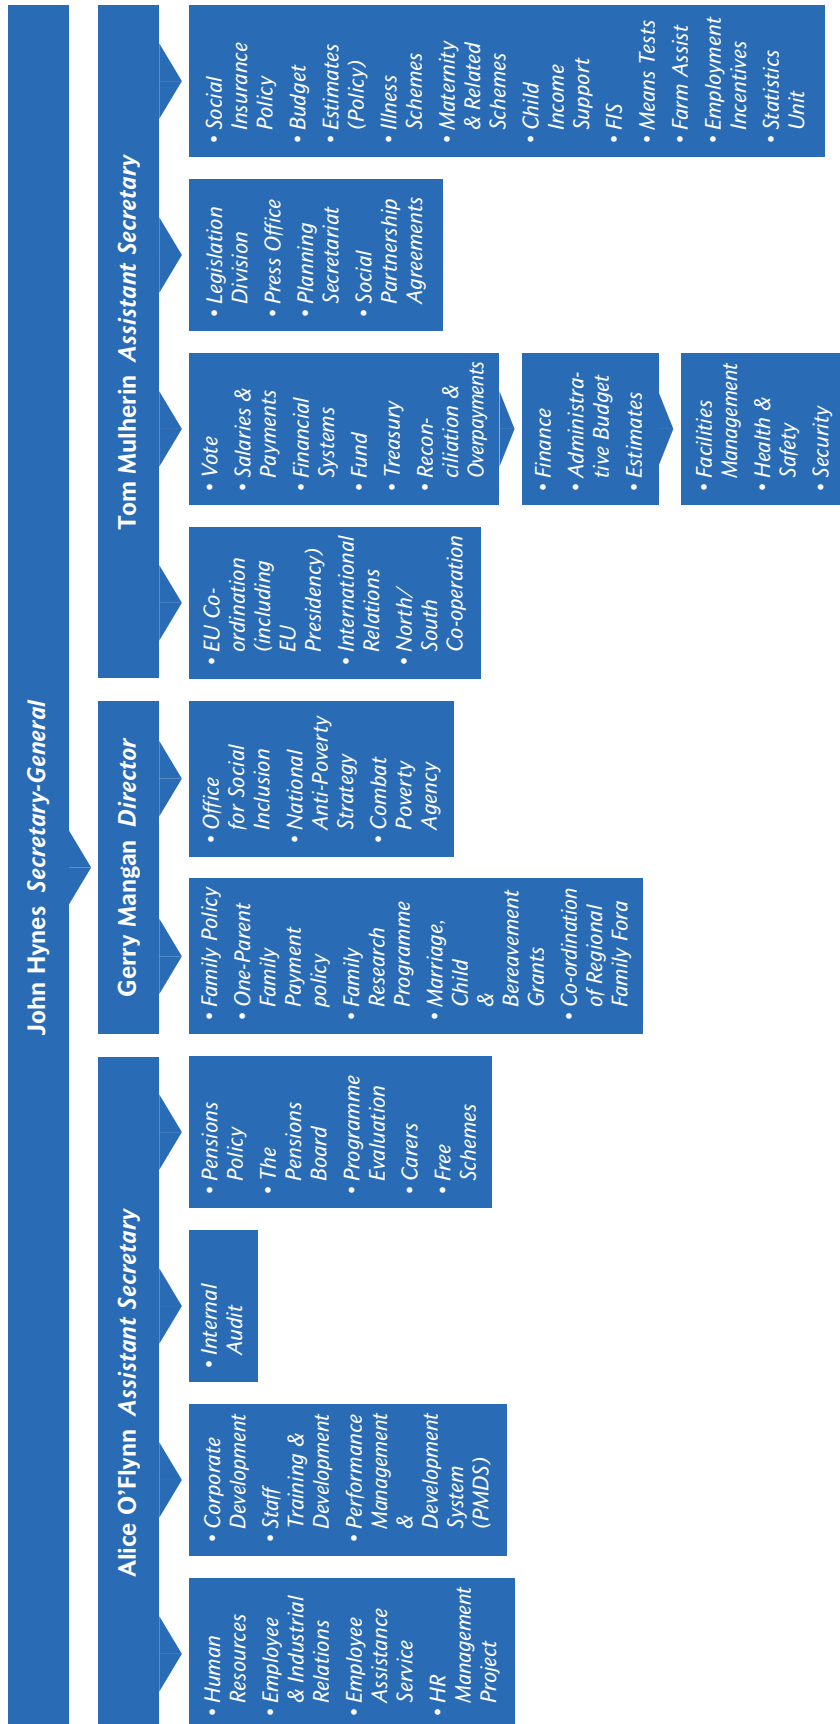 John Hynes Secretary-General
Alice O'Flynn Assistant Secretary
Gerry Mangan Director
Tom Mulherin Assistant Secretary
• Human
Resources
• Employee
& Industrial
Relations
• Employee
Assistance
Service
• HR
Management
Project
• Corporate
Development
• Staff
Training &
Development
• Performance
Management
&
Development
System
(PMDS)
• Internal
Audit
• Pensions
Policy
• The
Pensions
Board
• Programme
Evaluation
• Carers
• Free
Schemes
• Family Policy
• One-Parent
Family
Payment
policy
• Family
Research
Programme
• Marriage,
Child
&
Bereavement
Grants
• Co-ordination
of Regional
Family Fora
• Office
for Social
Inclusion
• National
Anti-Poverty
Strategy
• Combat
Poverty
Agency
• EU Co-
ordination
(including
EU
Presidency)
• International
Relations
• North/
South
Co-operation
• Vote
• Salaries &
Payments
• Financial
Systems
• Fund
• Treasury
• Recon-
ciliation &
Overpayments
• Finance
• Administra-
tive Budget
• Estimates
• Facilities
Management
• Health &
Safety
• Security
• Legislation
Division
• Press Office
• Planning
Secretariat
• Social
Partnership
Agreements
• Social
Insurance
Policy
• Budget
• Estimates
(Policy)
• Illness
Schemes
• Maternity
& Related
Schemes
• Child
Income
Support
• FIS
• Means Tests
• Farm Assist
• Employment
Incentives
• Statistics
Unit